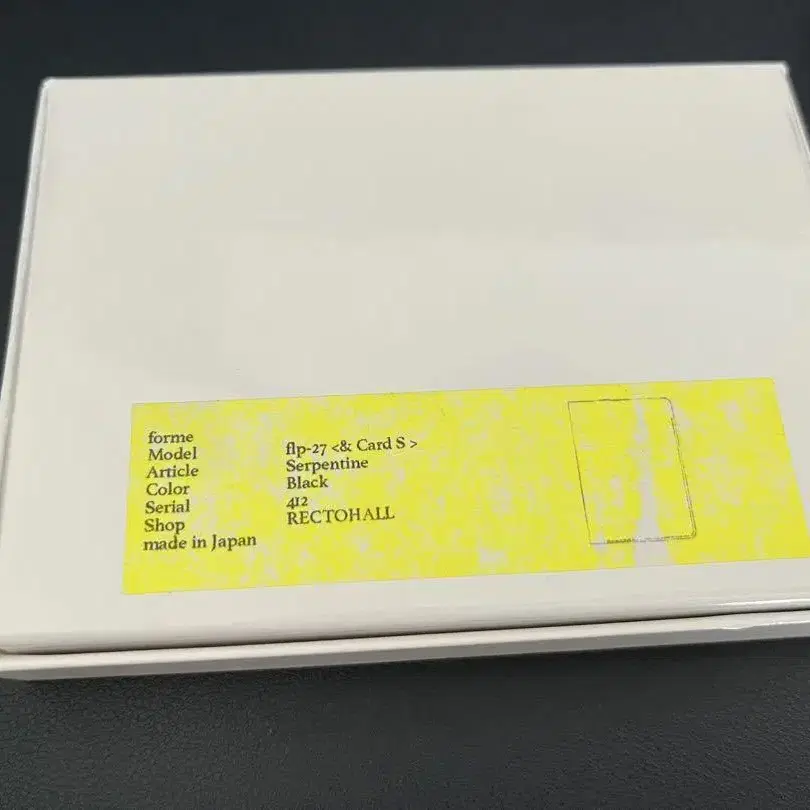 forme
Model flp-27 <& Card S >
Article Serpentine
Color Black
Serial 412
Shop RECTOHALL
made in Japan